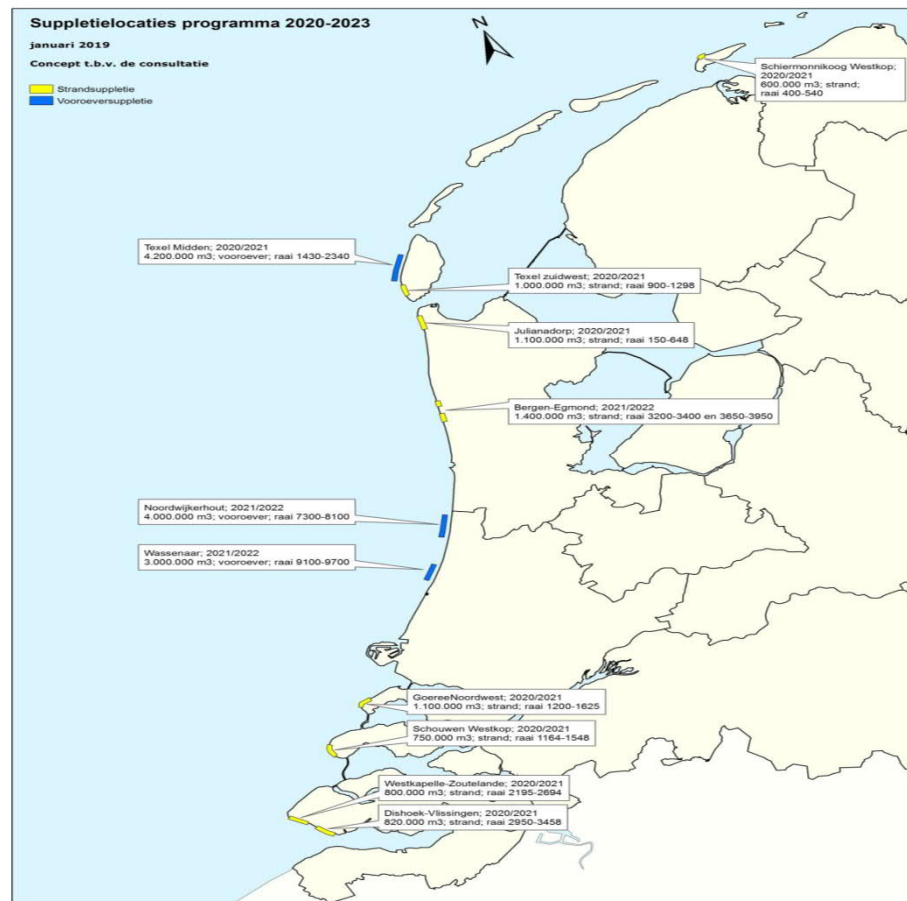 Suppletielocaties programma 2020-2023
januari 2019
Concept t.b.v. de consultatie
Strandsuppletie
Vooroeversuppletie
N
Schiermonnikoog Westkop;
2020/2021
600.000 m3; strand;
raai 400-540
Texel Midden; 2020/2021
4.200.000 m3; vooroever; raai 1430-2340
Texel zuidwest; 2020/2021
1.000.000 m3; strand; raai 900-1298
Julianadorp; 2020/2021
1.100.000 m3; strand; raai 150-648
Bergen-Egmond; 2021/2022
1.400.000 m3; strand; raai 3200-3400 en 3650-3950
Noordwijkerhout; 2021/2022
4.000.000 m3; vooroever; raai 7300-8100
Wassenaar; 2021/2022
3.000.000 m3; vooroever; raai 9100-9700
GoereeNoordwest; 2020/2021
1.100.000 m3; strand; raai 1200-1625
Schouwen Westkop; 2020/2021
750.000 m3; strand; raai 1164-1548
Westkapelle-Zoutelande; 2020/2021
800.000 m3; strand; raai 2195-2694
Dishoek-Vlissingen; 2020/2021
820.000 m3; strand; raai 2950-3458